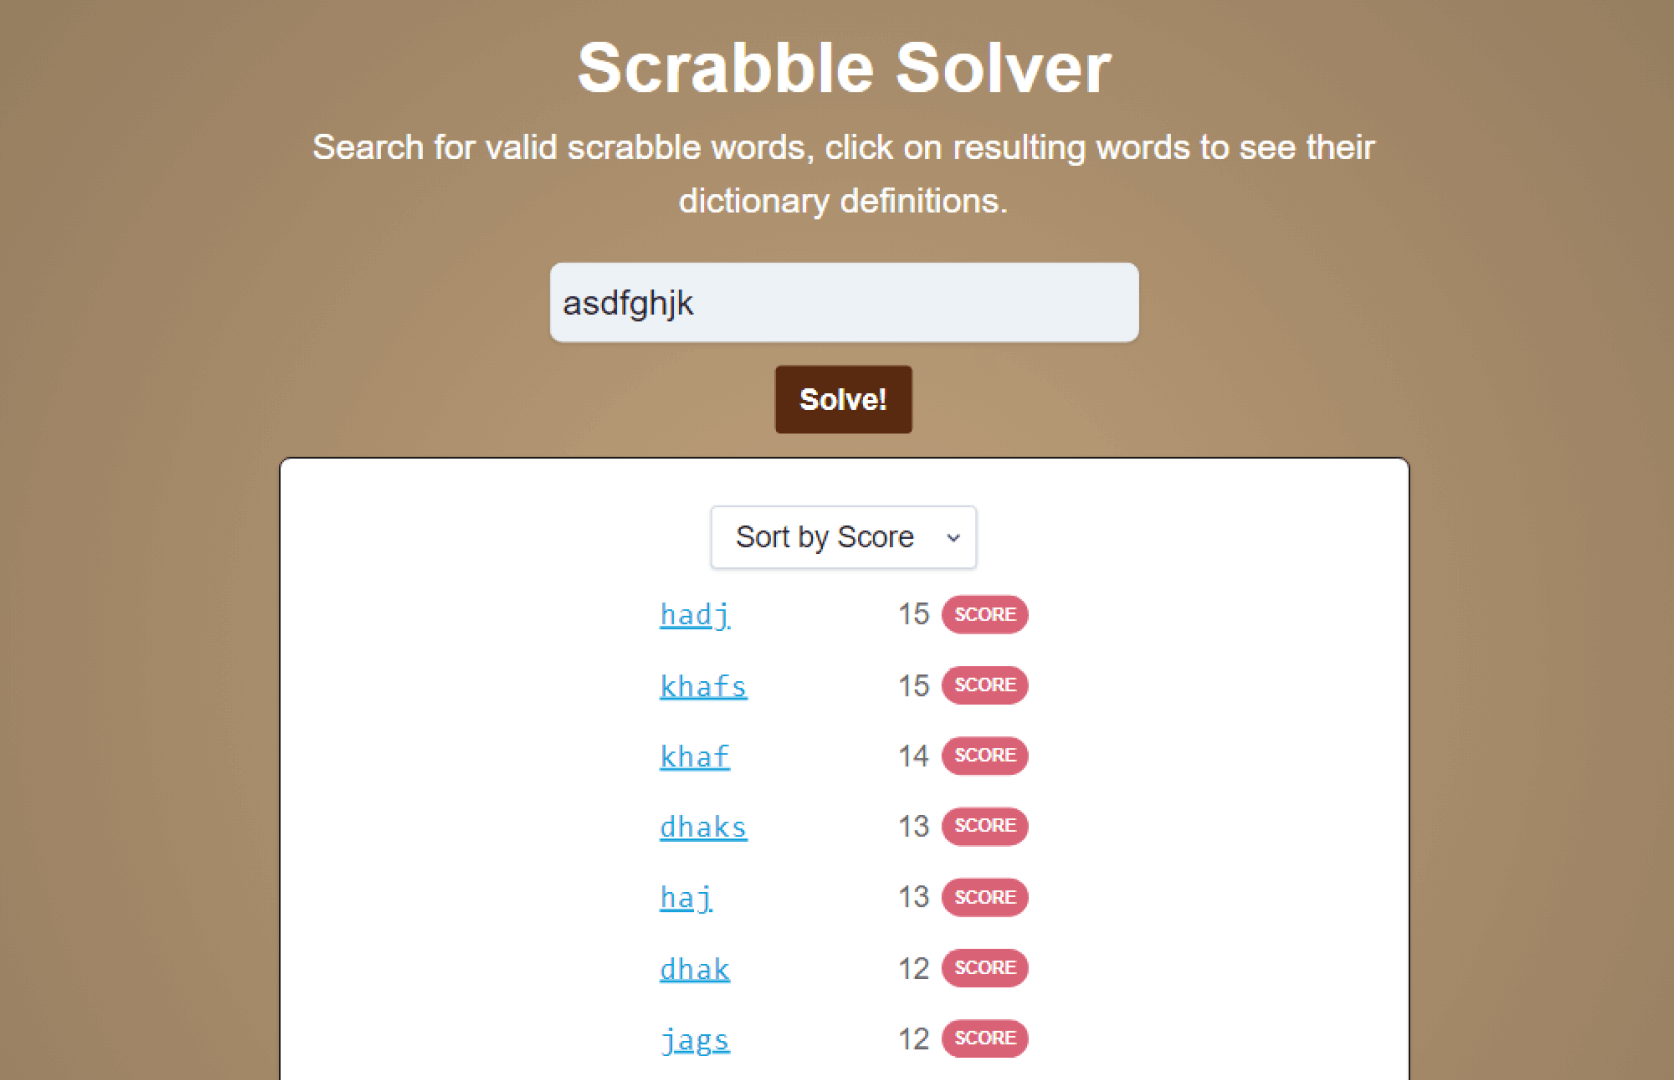 Scrabble Solver
Search for valid scrabble words, click on resulting words to see their
dictionary definitions.
asdfghjk
Solve!
Sort by Score
hadj 15 SCORE
khafs 15 SCORE
khaf 14 SCORE
dhaks 13 SCORE
haj 13 SCORE
dhak 12 SCORE
jags 12 SCORE